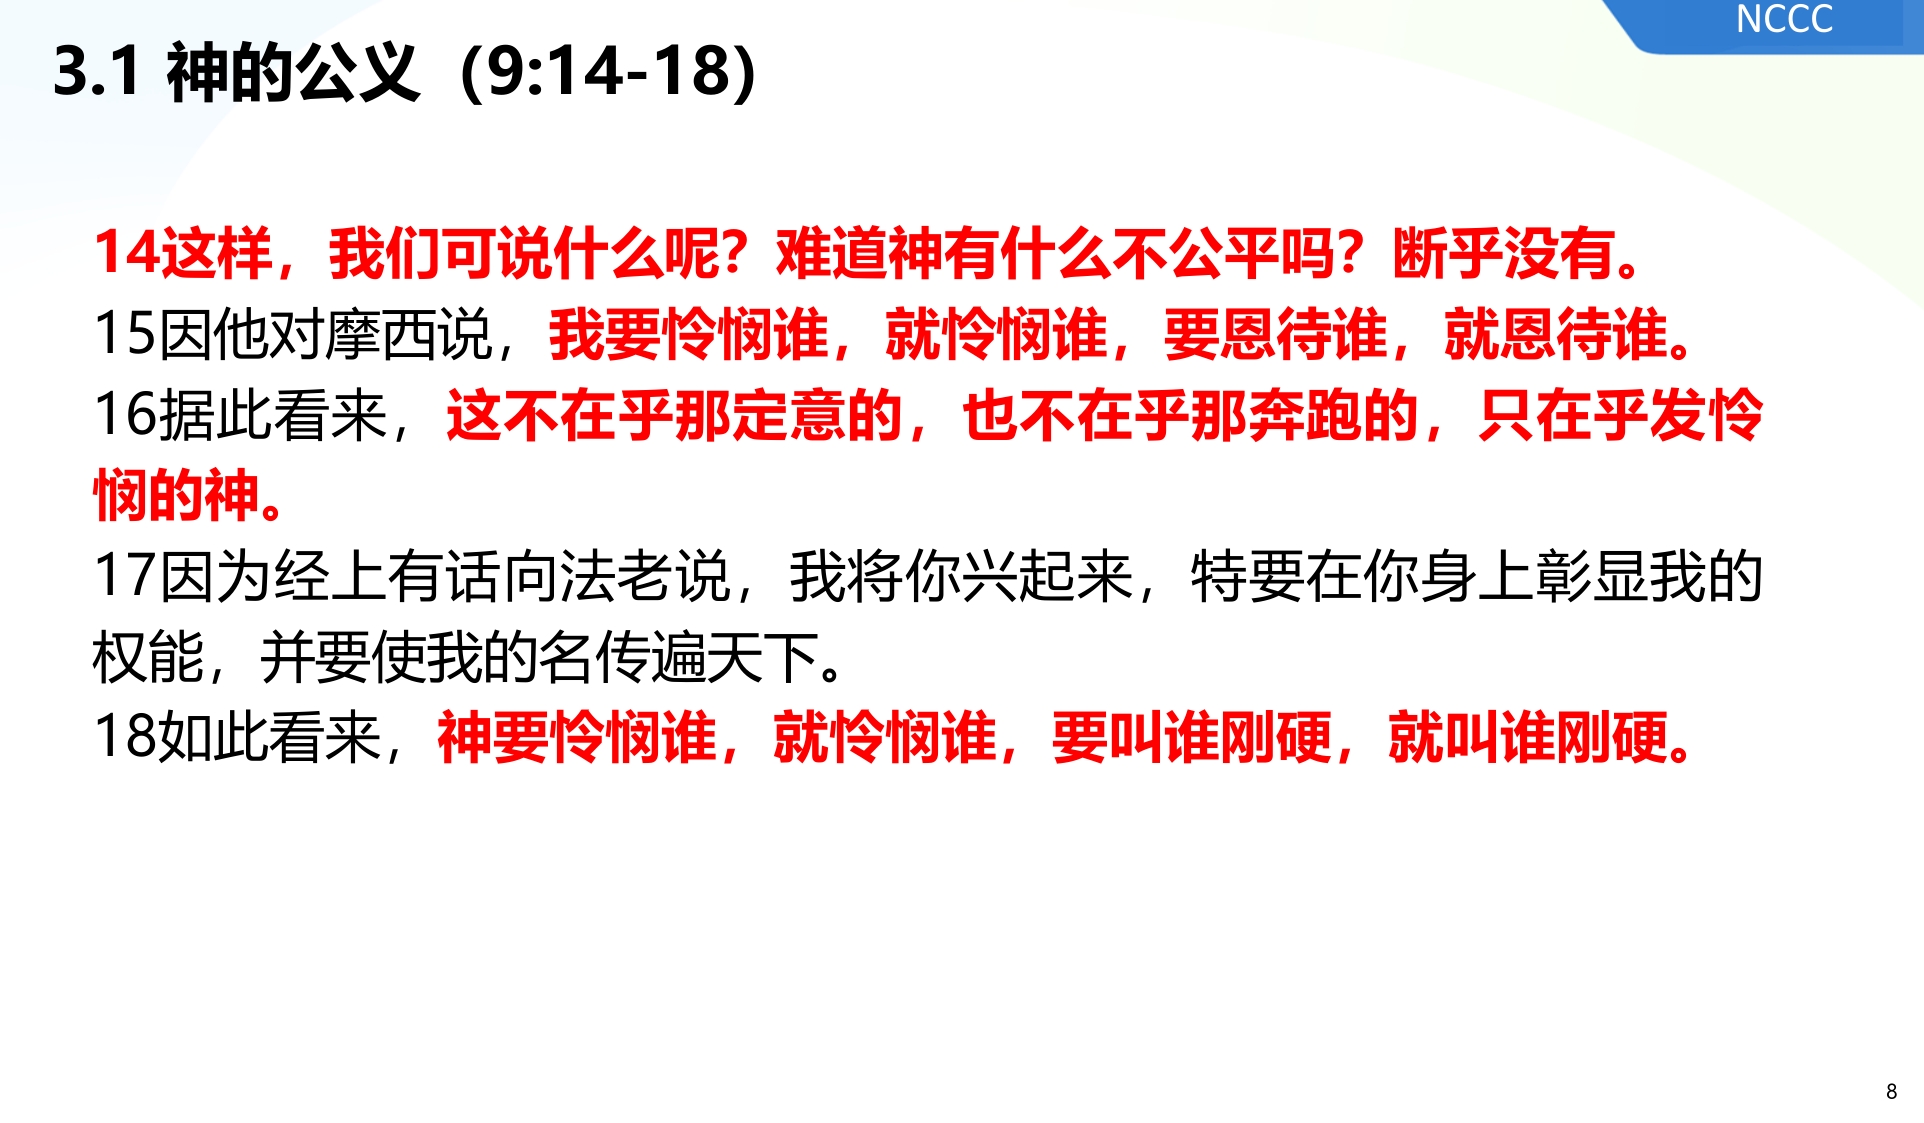 NCCC
3.1 神的公义（9:14-18）
14这样，我们可说什么呢？难道神有什么不公平吗？断乎没有。
15因他对摩西说，我要怜悯谁，就怜悯谁，要恩待谁，就恩待谁。
16据此看来，这不在乎那定意的，也不在乎那奔跑的，只在乎发怜
悯的神。
17因为经上有话向法老说，我将你兴起来，特要在你身上彰显我的
权能，并要使我的名传遍天下。
18如此看来，神要怜悯谁，就怜悯谁，要叫谁刚硬，就叫谁刚硬。
8